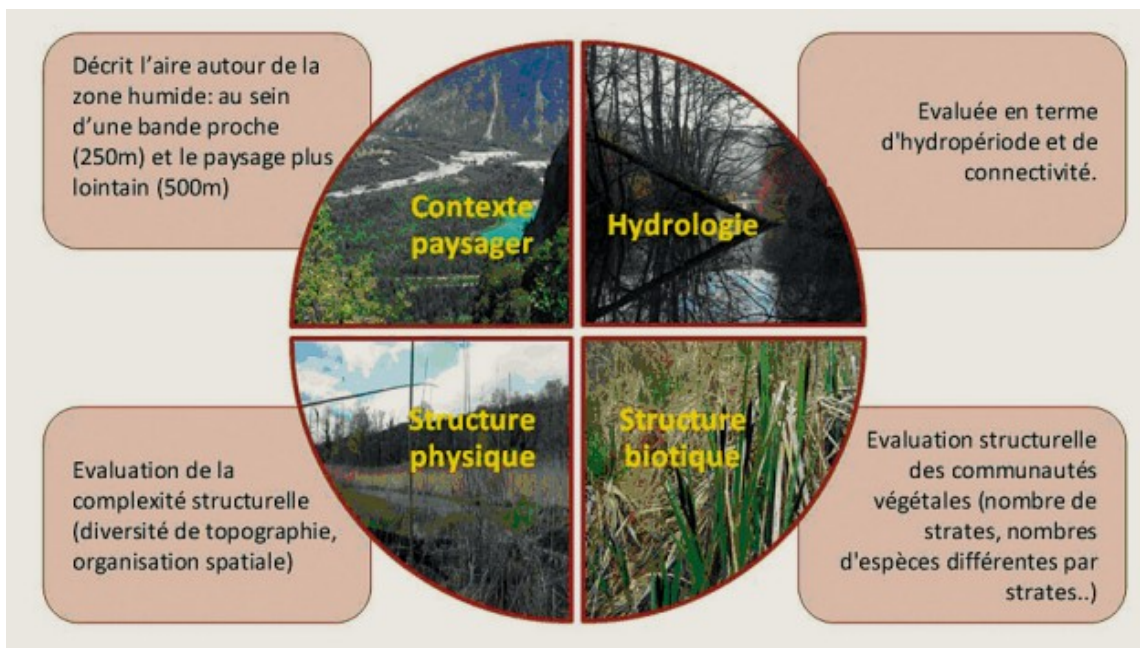 Décrit l'aire autour de la
zone humide: au sein
d'une bande proche
(250m) et le paysage plus
lointain (500m)
Contexte
paysager
Hydrologie
Evaluée en terme
d'hydropériode et de
connectivité.
Evaluation de la
complexité structurelle
(diversité de topographie,
organisation spatiale)
Structure
physique
Structure
biotique
Evaluation structurelle
des communautés
végétales (nombre de
strates, nombres
d'espèces différentes par
strates..)